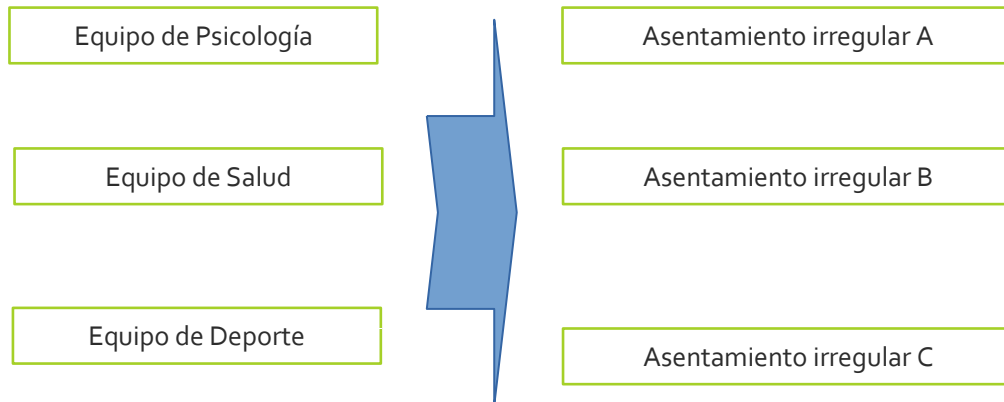 Equipo de Psicología
Asentamiento irregular A
Equipo de Salud
Asentamiento irregular B
Equipo de Deporte
Asentamiento irregular C